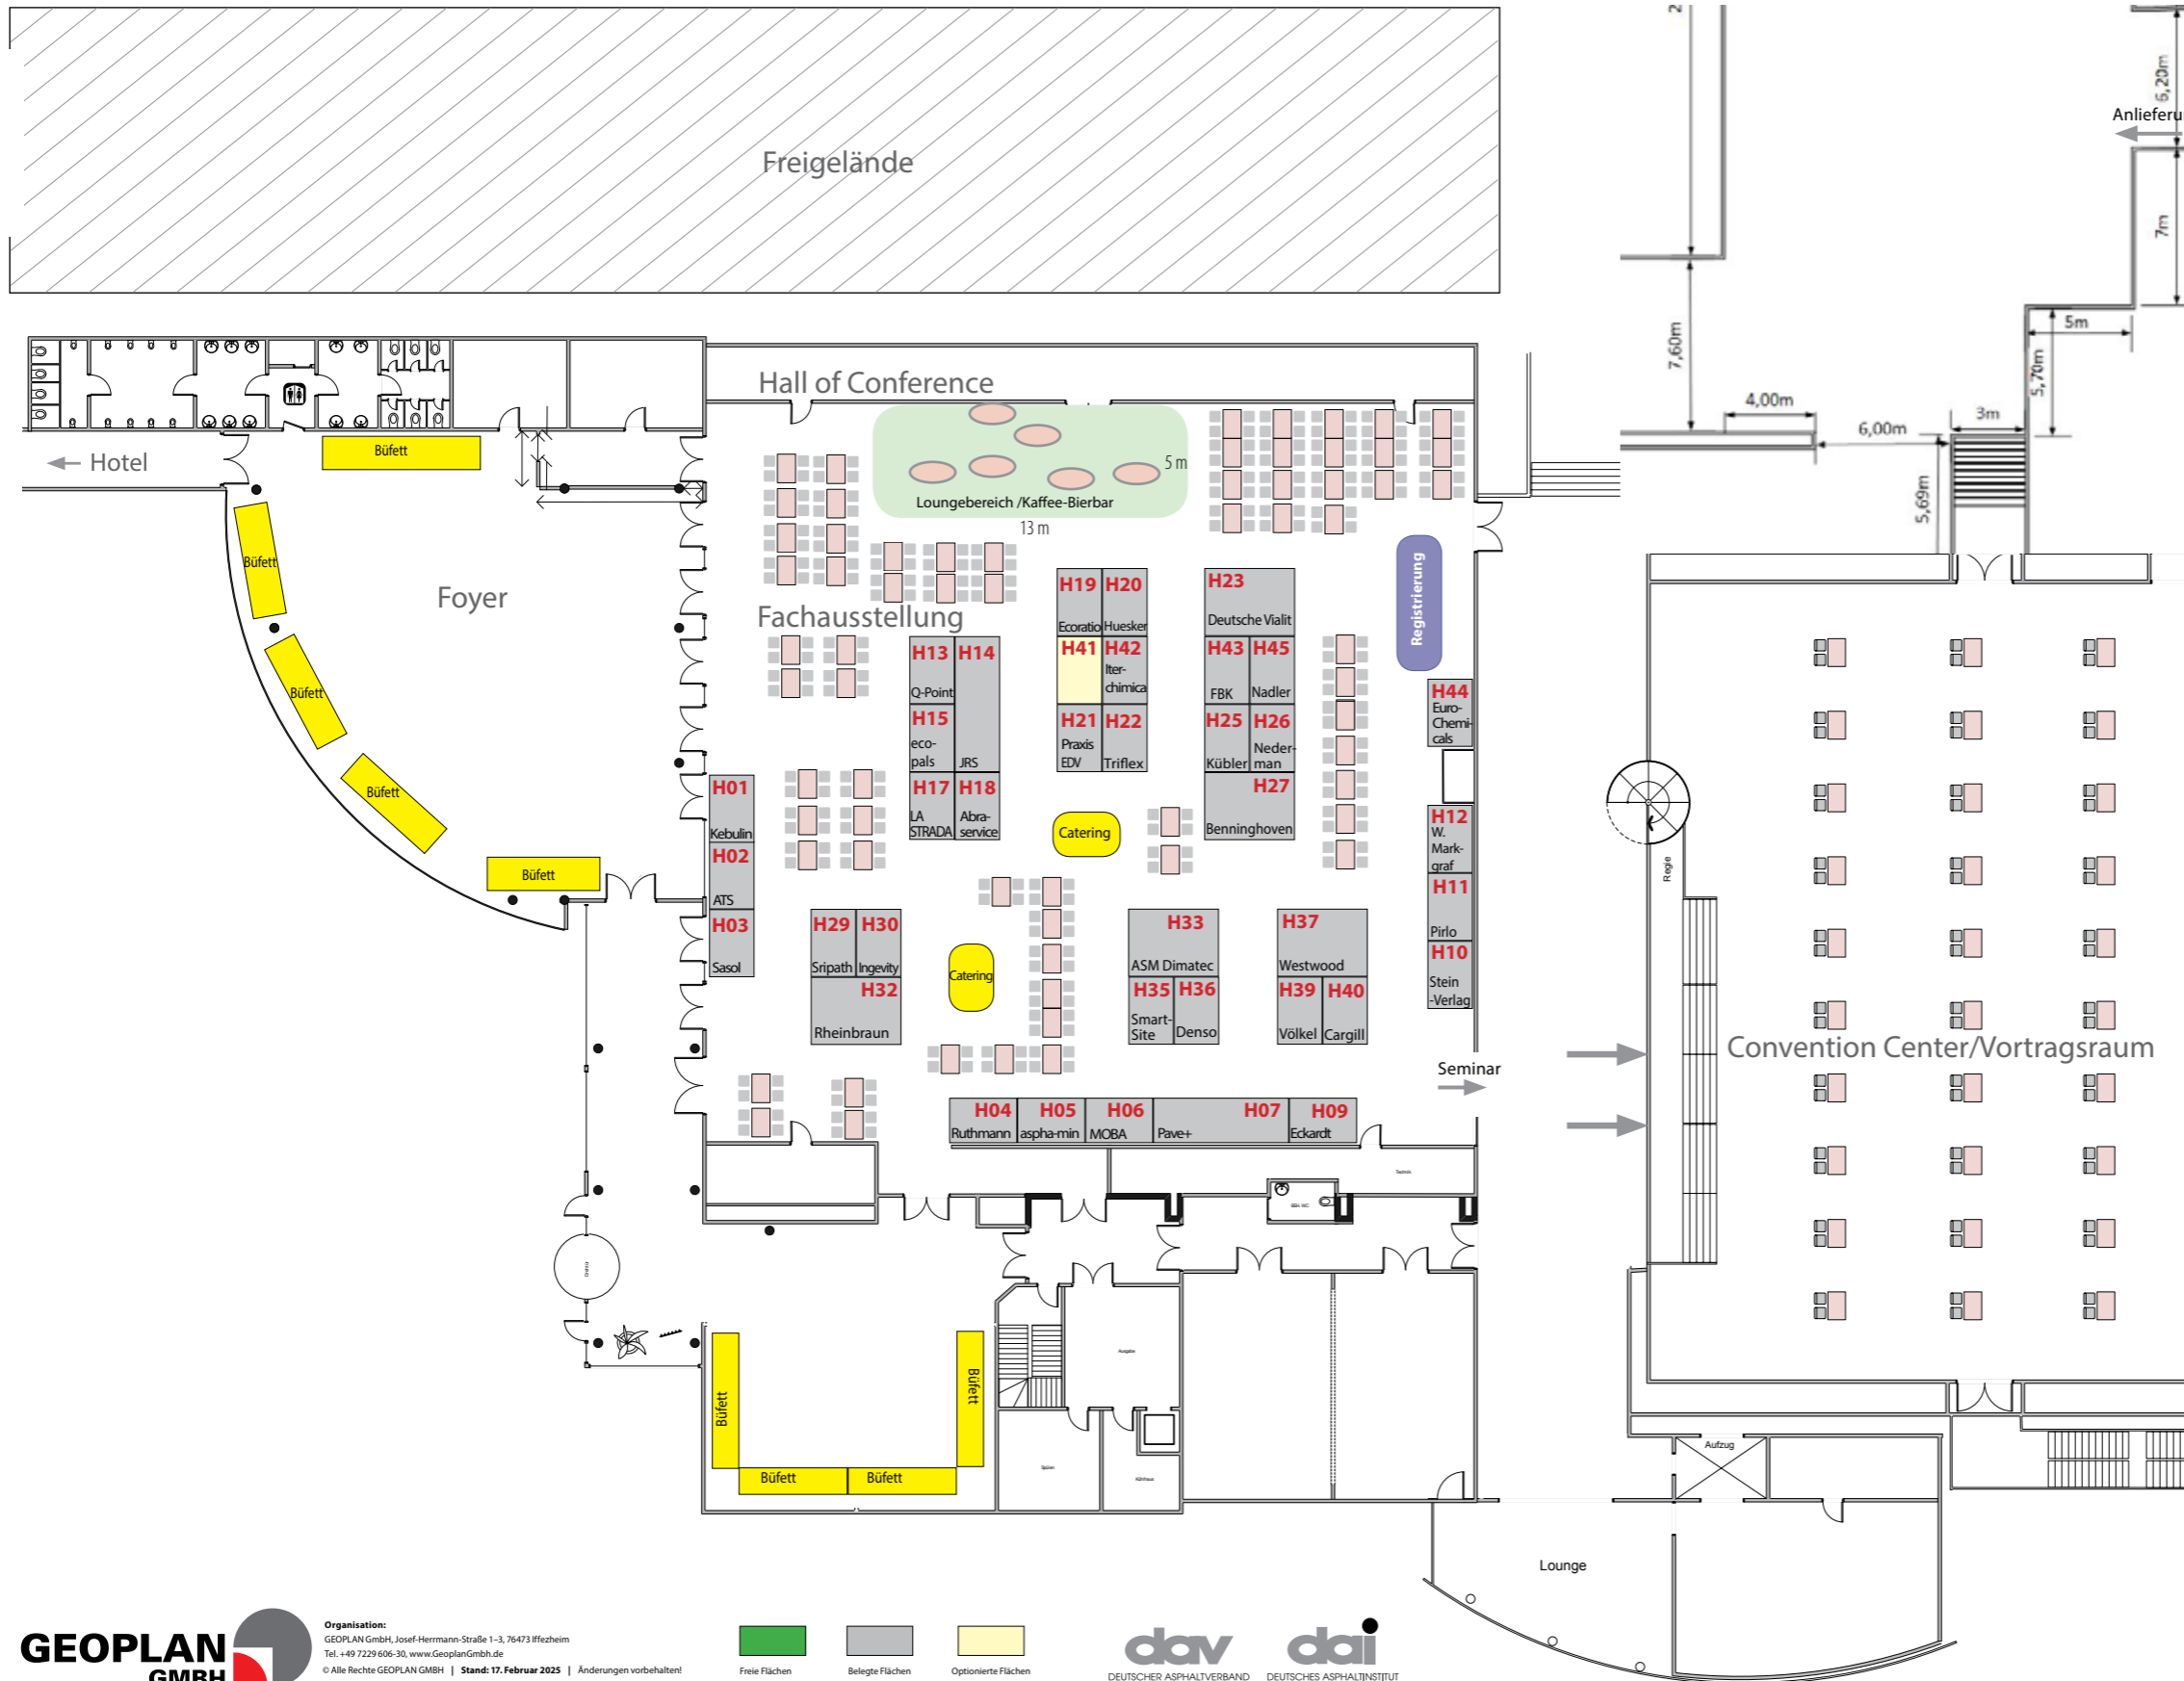 Freigelände
2
6,20m
Anlieferu
7m
5m
7,60m
5,70m
4,00m
3m
6,00m
5,69m
Hall of Conference
Hotel
Büfett
5 m
Loungebereich /Kaffee-Bierbar
13 m
Büfett
Foyer
Fachausstellung
Registrierung
H19
Ecoratio
H20
Huesker
H23
Deutsche Vialit
H13
Q-Point
H14
JRS
H41
H42
Iter-
chimica
H43
FBK
H45
Nadler
H44
Euro-
Chemi-
cals
Büfett
H15
eco-
pals
H21
Praxis
EDV
H22
Triflex
H25
Kübler
H26
Neder-
man
Büfett
H01
Kebulin
H17
LA
STRADA
H18
Abra-
service
Catering
H27
Benninghoven
H12
W.
Mark-
graf
H02
ATS
Büfett
H11
Pirlo
Regie
H03
Sasol
H29
Sripath
H30
Ingevity
Catering
H33
ASM Dimatec
H37
Westwood
H10
Stein
-Verlag
H32
Rheinbraun
H35
Smart-
Site
H36
Denso
H39
Völkel
H40
Cargill
Seminar
Convention Center/Vortragsraum
H04
Ruthmann
H05
aspha-min
H06
MOBA
H07
Pave+
H09
Eckardt
Technik
Ausgabe
Büfett
Büfett
Büfett
Büfett
Spülen
Aufzug
Lounge
GEOPLAN
GMBH
Organisation:
GEOPLAN GmbH, Josef-Herrmann-Straße 1–3, 76473 Iffezheim
Tel. +49 7229 606-30, www.GeoplanGmbh.de
© Alle Rechte GEOPLAN GMBH | Stand: 17. Februar 2025 | Änderungen vorbehalten!
Freie Flächen
Belegte Flächen
Optionierte Flächen
dav
DEUTSCHER ASPHALTVERBAND
dai
DEUTSCHES ASPHALTINSTITUT